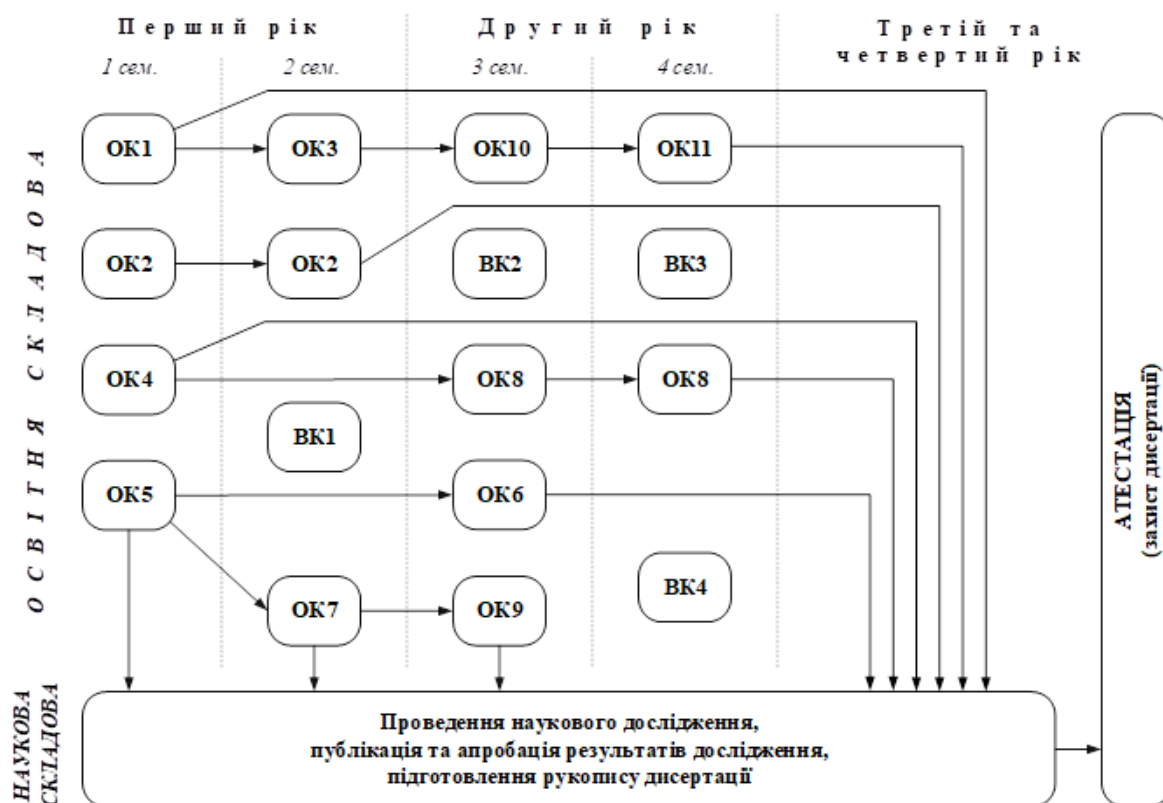 Перший рік
Другий рік
Третій та
четвертий рік
1 сем.
2 сем.
3 сем.
4 сем.
ОСВІТНЯ СКЛАДОВА
ОК1
ОК3
ОК10
ОК11
ОК2
ОК2
ВК2
ВК3
ОК4
ОК8
ОК8
ВК1
ОК5
ОК6
ОК7
ОК9
ВК4
НАУКОВА
СКЛАДОВА
Проведення наукового дослідження,
публікація та апробація результатів дослідження,
підготовлення рукопису дисертації
АТЕСТАЦІЯ
(захист дисертації)